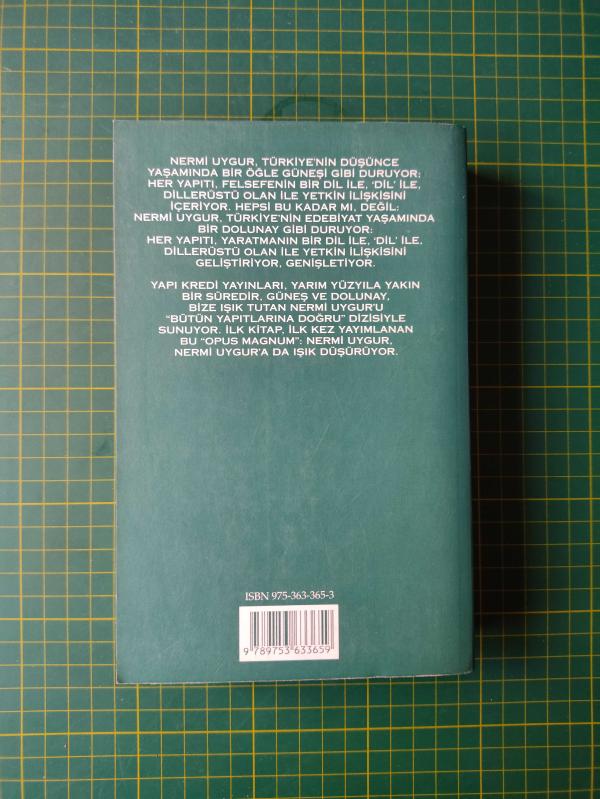 NERMİ UYGUR, TÜRKİYE'NİN DÜŞÜNCE
YAŞAMINDA BİR ÖĞLE GÜNEŞİ GİBİ DURUYOR:
HER YAPITI, FELSEFENİN BİR DİL İLE, 'DİL' İLE,
DİLLERÜSTÜ OLAN İLE YETKİN İLİŞKİSİNİ
İÇERİYOR. HEPSİ BU KADAR MI, DEĞİL:
NERMİ UYGUR, TÜRKİYE'NİN EDEBİYAT YAŞAMINDA
BİR DOLUNAY GİBİ DURUYOR:
HER YAPITI, YARATMANIN BİR DİL İLE, 'DİL' İLE,
DİLLERÜSTÜ OLAN İLE YETKİN İLİŞKİSİNİ
GELİŞTİRİYOR, GENİŞLETİYOR.
YAPI KREDİ YAYINLARI, YARIM YÜZYILA YAKIN
BİR SÜREDİR, GÜNEŞ VE DOLUNAY,
BİZE IŞIK TUTAN NERMİ UYGUR'U
"BÜTÜN YAPITLARINA DOĞRU" DİZİSİYLE
SUNUYOR. İLK KİTAP, İLK KEZ YAYIMLANAN
BU "OPUS MAGNUM": NERMİ UYGUR,
NERMİ UYGUR'A DA IŞIK DÜŞÜRÜYOR.
ISBN 975-363-365-3
9 789753 633659